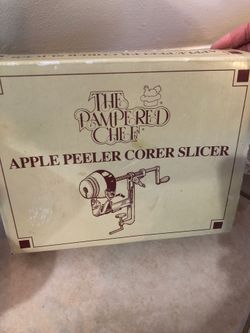 THE
PAMPERED
CHEF
APPLE PEELER CORER SLICER